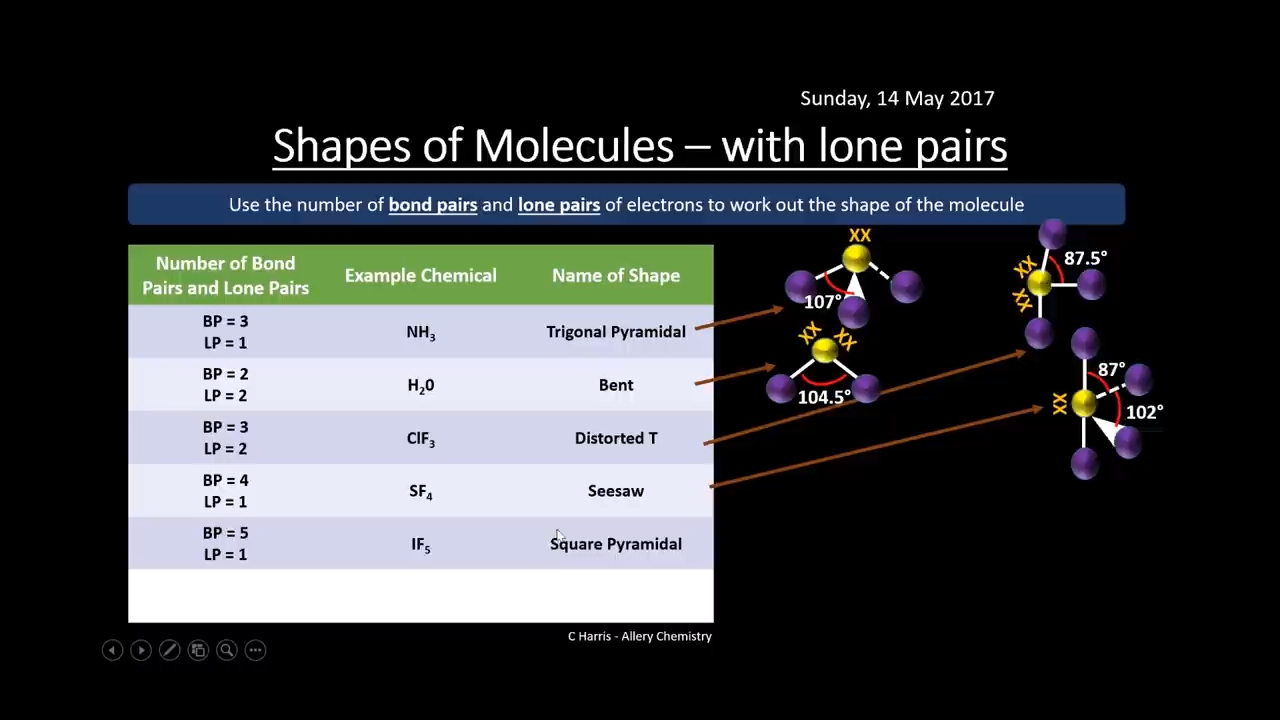 Sunday, 14 May 2017
Shapes of Molecules – with lone pairs
Use the number of bond pairs and lone pairs of electrons to work out the shape of the molecule
Number of Bond
Pairs and Lone Pairs
Example Chemical
Name of Shape
BP = 3
LP = 1
NH₃
Trigonal Pyramidal
BP = 2
LP = 2
H₂0
Bent
BP = 3
LP = 2
ClF₃
Distorted T
BP = 4
LP = 1
SF₄
Seesaw
BP = 5
LP = 1
IF₅
Square Pyramidal
XX
107°
XX XX
104.5°
XX
XX
87.5°
XX
87°
102°
C Harris - Allery Chemistry